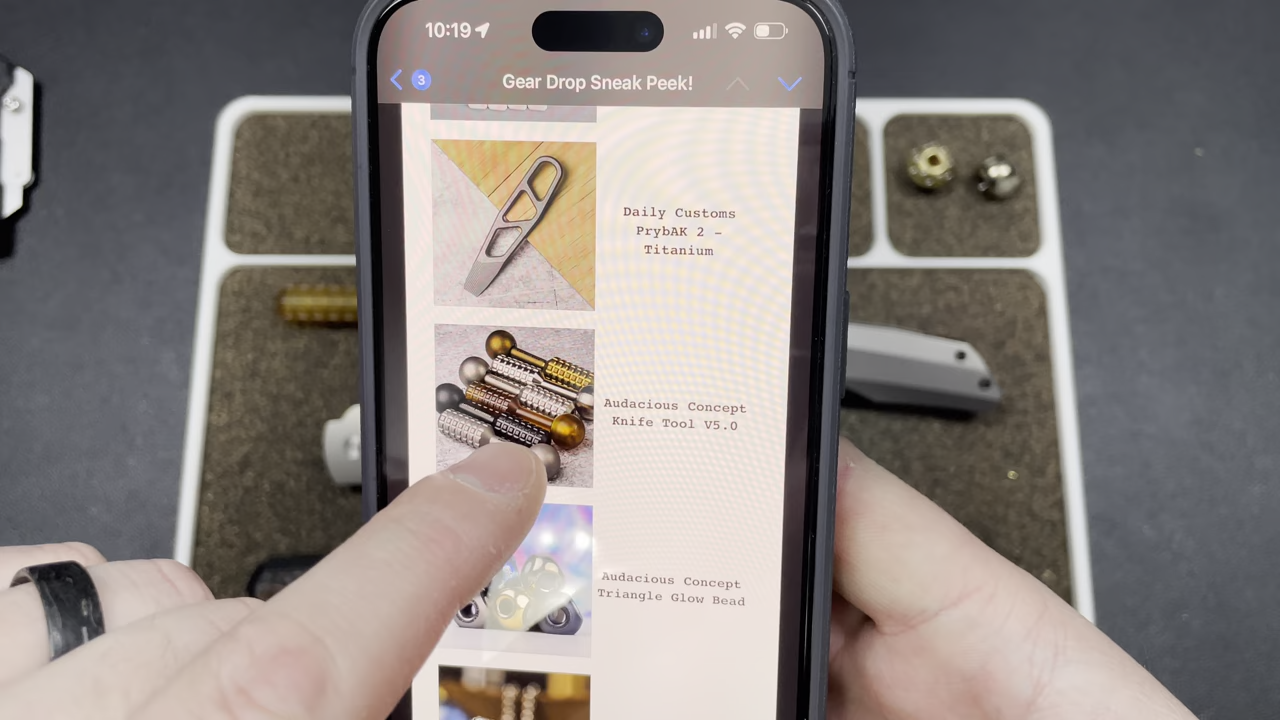 10:19
3
Gear Drop Sneak Peek!
Daily Customs
PrybAK 2 –
Titanium
Audacious Concept
Knife Tool V5.0
Audacious Concept
Triangle Glow Bead